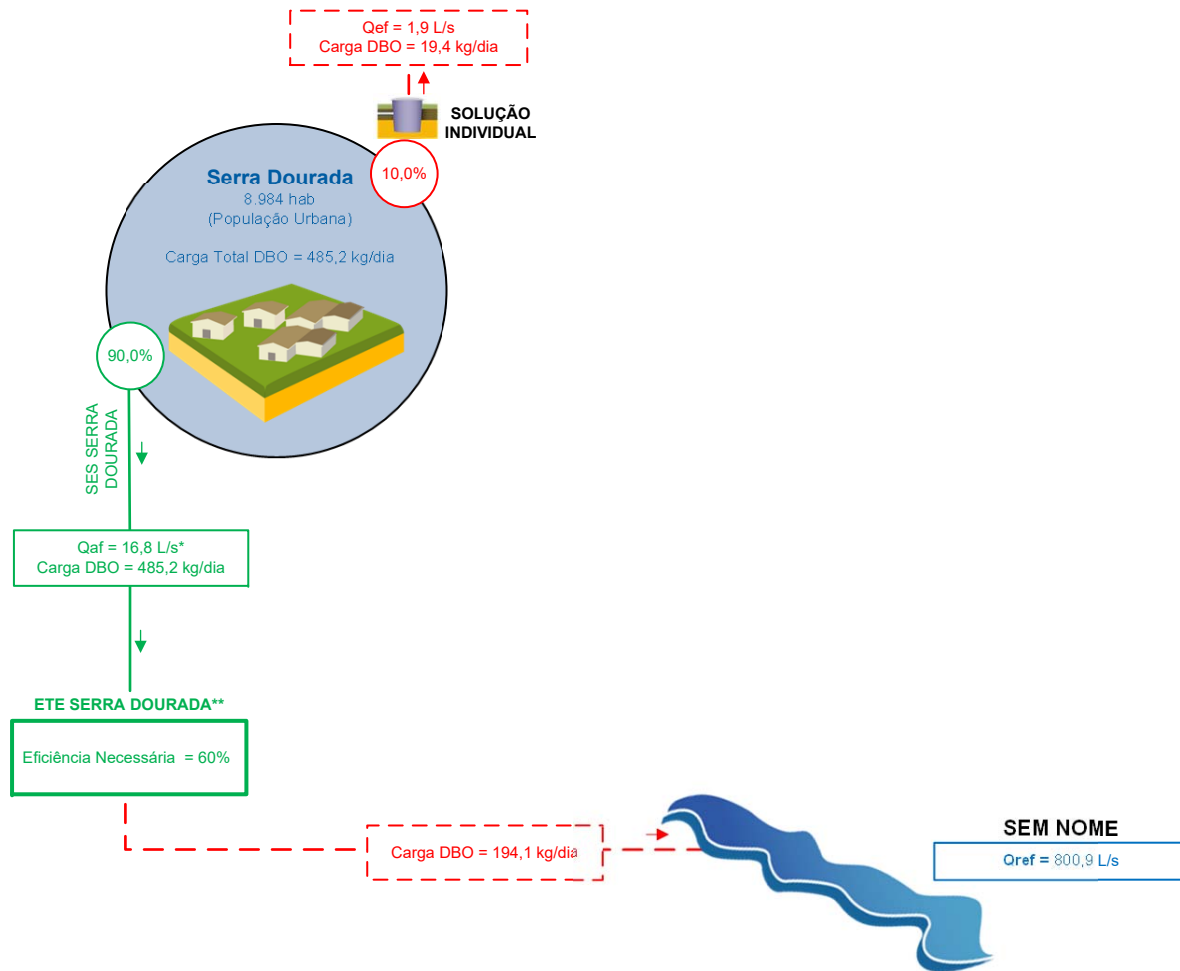 Qef = 1,9 L/s
Carga DBO = 19,4 kg/dia
SOLUÇÃO
INDIVIDUAL
10,0%
Serra Dourada
8.984 hab
(População Urbana)
Carga Total DBO = 485,2 kg/dia
90,0%
SES SERRA
DOURADA
Qaf = 16,8 L/s*
Carga DBO = 485,2 kg/dia
ETE SERRA DOURADA**
Eficiência Necessária = 60%
Carga DBO = 194,1 kg/dia
SEM NOME
Qref = 800,9 L/s